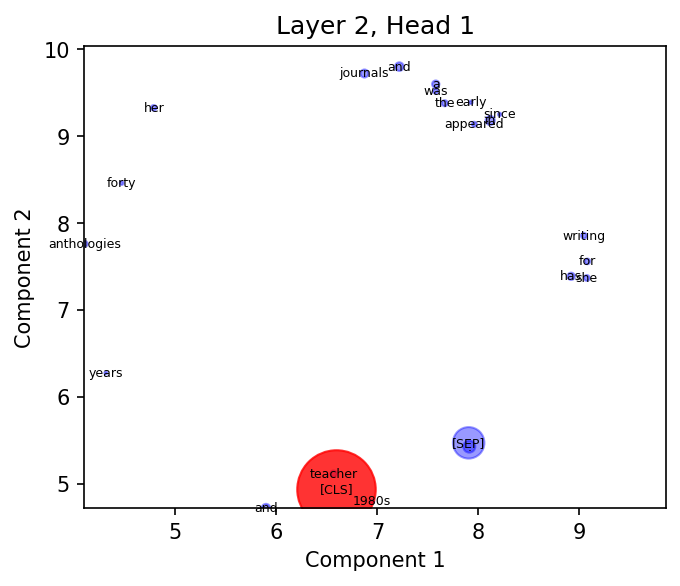 Layer 2, Head 1
Component 2
10
9
8
7
6
5
journals
and
a
was
the
early
since
appeared
her
forty
anthologies
writing
for
has
she
years
[SEP]
teacher
[CLS]
1980s
and
5
6
7
8
9
Component 1